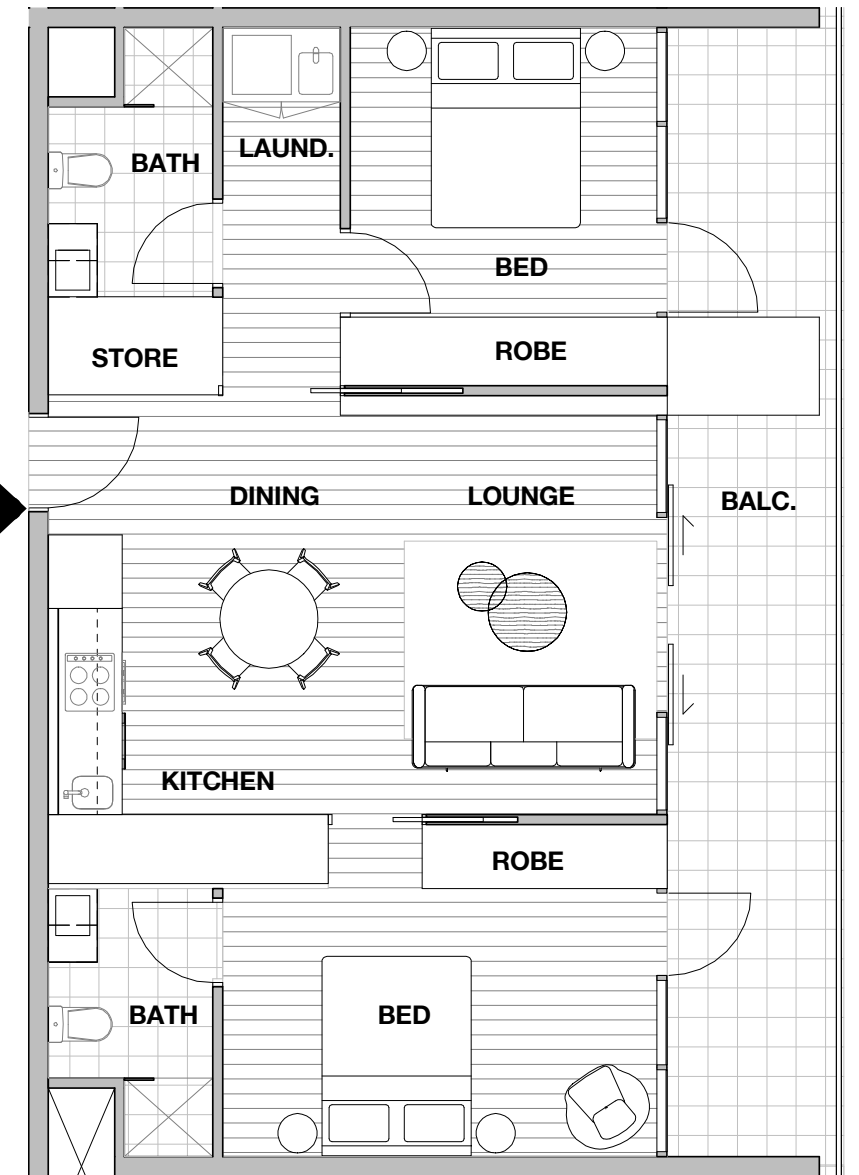 BATH
LAUND.
BED
STORE
ROBE
DINING
LOUNGE
BALC.
KITCHEN
ROBE
BATH
BED